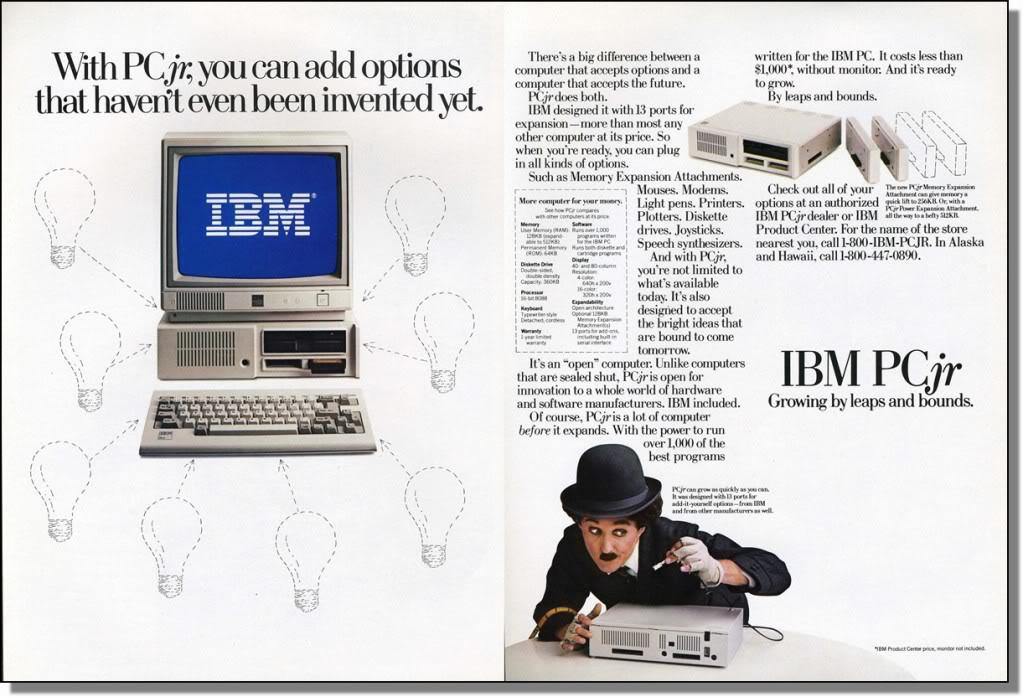 With PCjr, you can add options
that haven't even been invented yet.
IBM®
There's a big difference between a
computer that accepts options and a
computer that accepts the future.
PCjr does both.
IBM designed it with 13 ports for
expansion—more than most any
other computer at its price. So
when you're ready, you can plug
in all kinds of options.
Such as Memory Expansion Attachments.
Mouses. Modems.
Light pens. Printers.
Plotters. Diskette
drives. Joysticks.
Speech synthesizers.
And with PCjr,
you're not limited to
what's available
today. It's also
designed to accept
the bright ideas that
are bound to come
tomorrow.
More computer for your money.
See how PCjr compares
with other computers at its price.
Memory
User Memory (RAM):
128KB (expand-
able to 512KB)
Permanent Memory
(ROM): 64KB
Diskette Drive
Double-sided,
double density
Capacity: 360KB
Processor
16-bit 8088
Keyboard
Typewriter-style
Detached; cordless
Warranty
1-year limited
warranty
Software
Runs over 1,000
programs written
for the IBM PC
Runs both diskette and
cartridge programs
Display
40- and 80-column
Resolution:
4-color:
640h x 200v
16-color:
320h x 200v
Expandability
Open architecture
Optional 128KB
Memory Expansion
Attachment(s)
13 ports for add-ons,
including built-in
serial interface
It's an “open” computer. Unlike computers
that are sealed shut, PCjr is open for
innovation to a whole world of hardware
and software manufacturers. IBM included.
Of course, PCjr is a lot of computer
before it expands. With the power to run
over 1,000 of the
best programs
written for the IBM PC. It costs less than
$1,000*, without monitor. And it's ready
to grow.
By leaps and bounds.
The new PCjr Memory Expansion
Attachment can give memory a
quick lift to 256KB. Or, with a
PCjr Power Expansion Attachment,
all the way to a hefty 512KB.
Check out all of your
options at an authorized
IBM PCjr dealer or IBM
Product Center. For the name of the store
nearest you, call 1-800-IBM-PCJR. In Alaska
and Hawaii, call 1-800-447-0890.
IBM PCjr
Growing by leaps and bounds.
PCjr can grow as quickly as you can.
It was designed with 13 ports for
add-it-yourself options—from IBM
and from other manufacturers as well.
*IBM Product Center price, monitor not included.